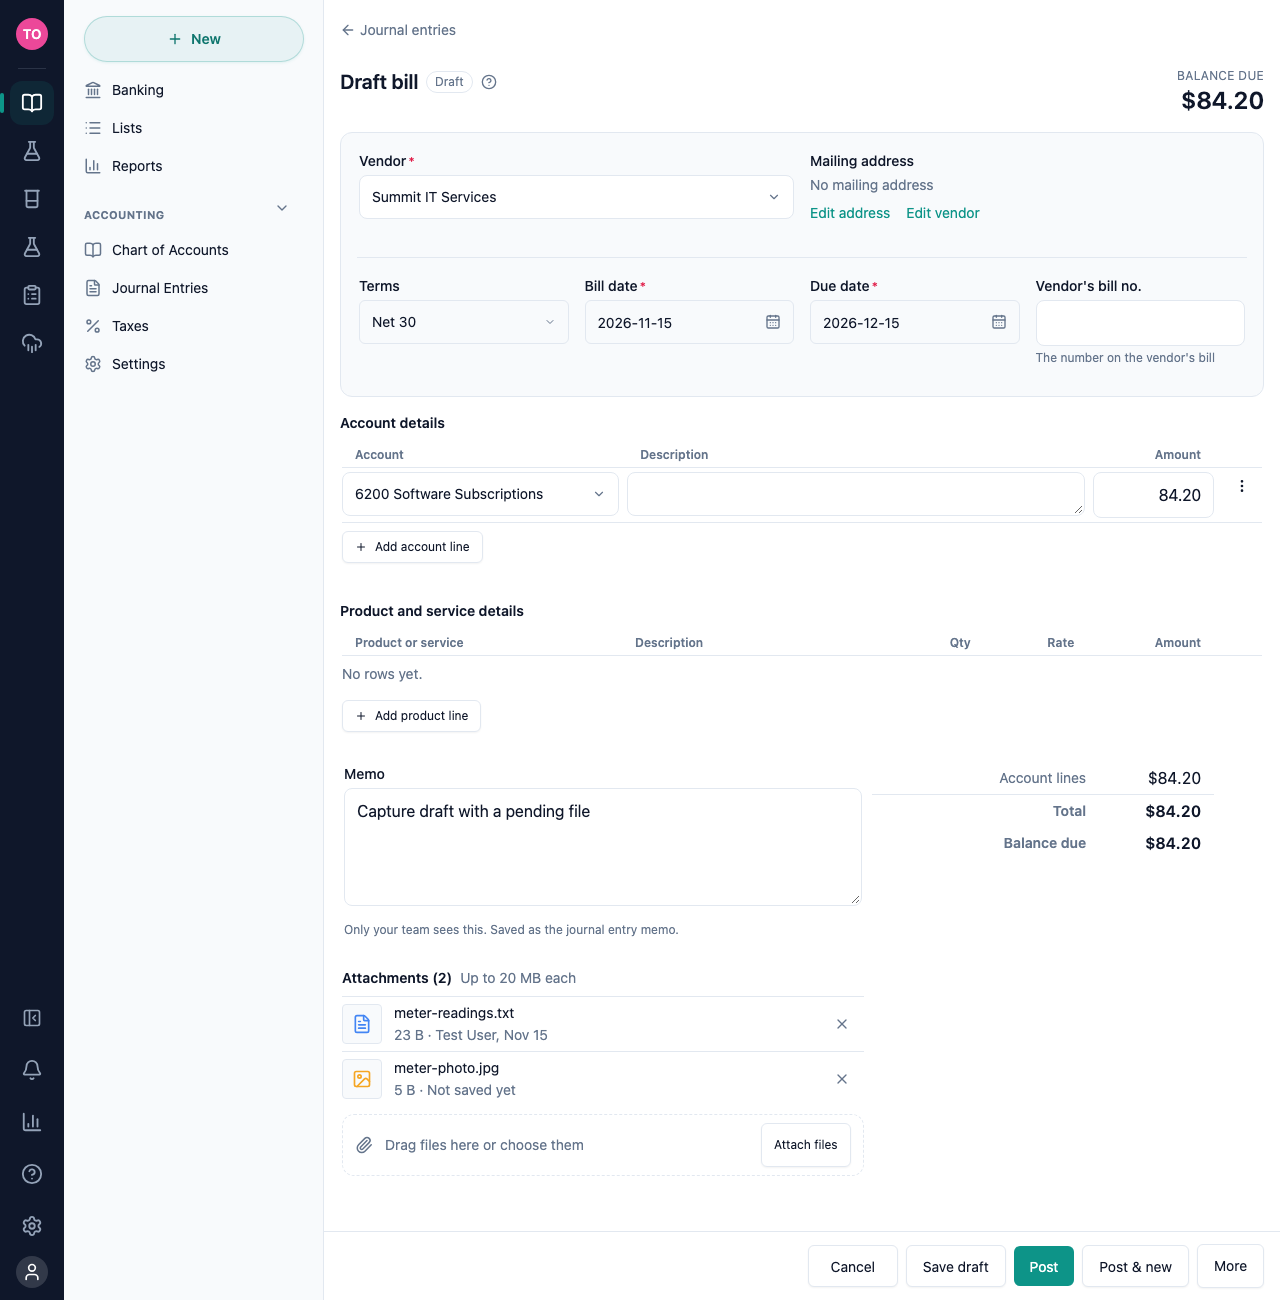 TO
New
Banking
Lists
Reports
ACCOUNTING
Chart of Accounts
Journal Entries
Taxes
Settings
Journal entries
Draft bill
Draft
BALANCE DUE
$84.20
Vendor*
Summit IT Services
Mailing address
No mailing address
Edit address Edit vendor
Terms
Net 30
Bill date*
2026-11-15
Due date*
2026-12-15
Vendor's bill no.
The number on the vendor's bill
Account details
Account Description Amount
6200 Software Subscriptions 84.20
Add account line
Product and service details
Product or service Description Qty Rate Amount
No rows yet.
Add product line
Memo
Capture draft with a pending file
Only your team sees this. Saved as the journal entry memo.
Account lines $84.20
Total $84.20
Balance due $84.20
Attachments (2) Up to 20 MB each
meter-readings.txt
23 B · Test User, Nov 15
meter-photo.jpg
5 B · Not saved yet
Drag files here or choose them
Attach files
Cancel
Save draft
Post
Post & new
More